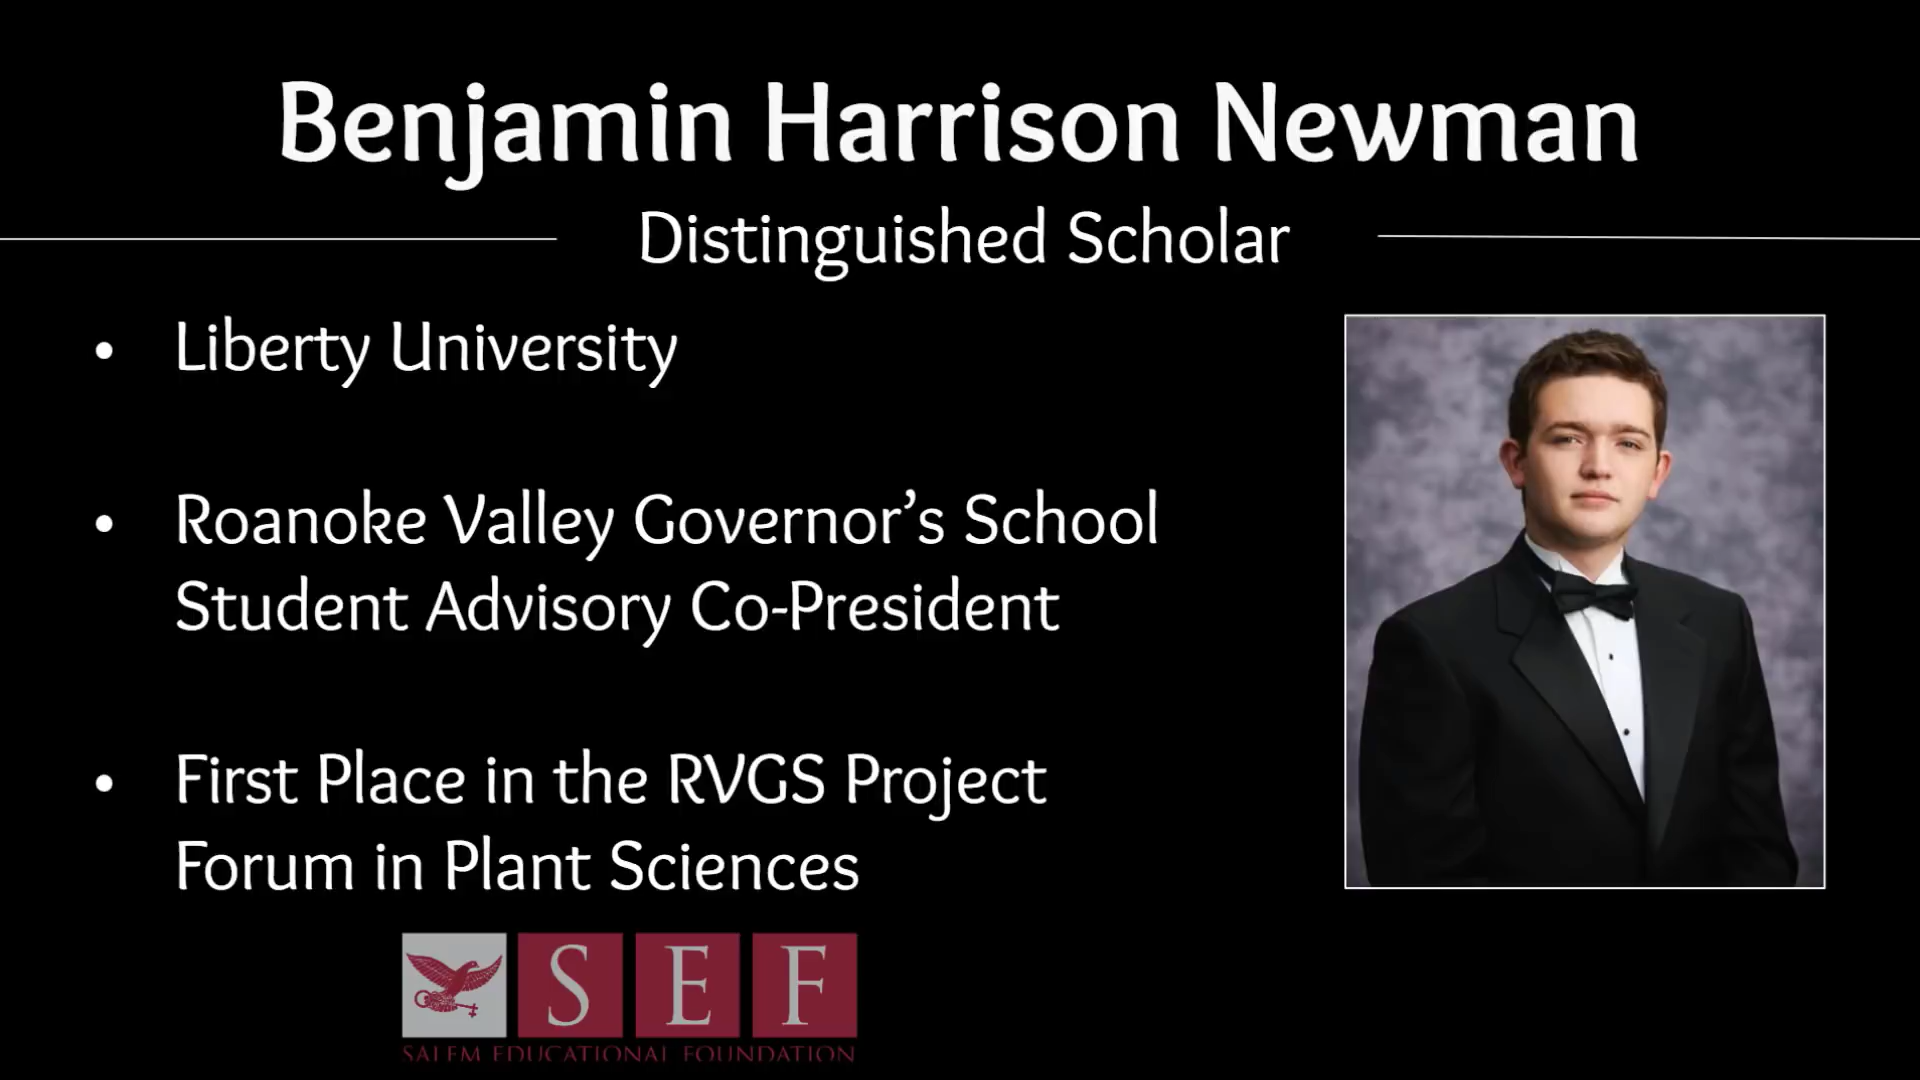 Benjamin Harrison Newman
Distinguished Scholar
• Liberty University
• Roanoke Valley Governor’s School
Student Advisory Co-President
• First Place in the RVGS Project
Forum in Plant Sciences
S E F
SALEM EDUCATIONAL FOUNDATION